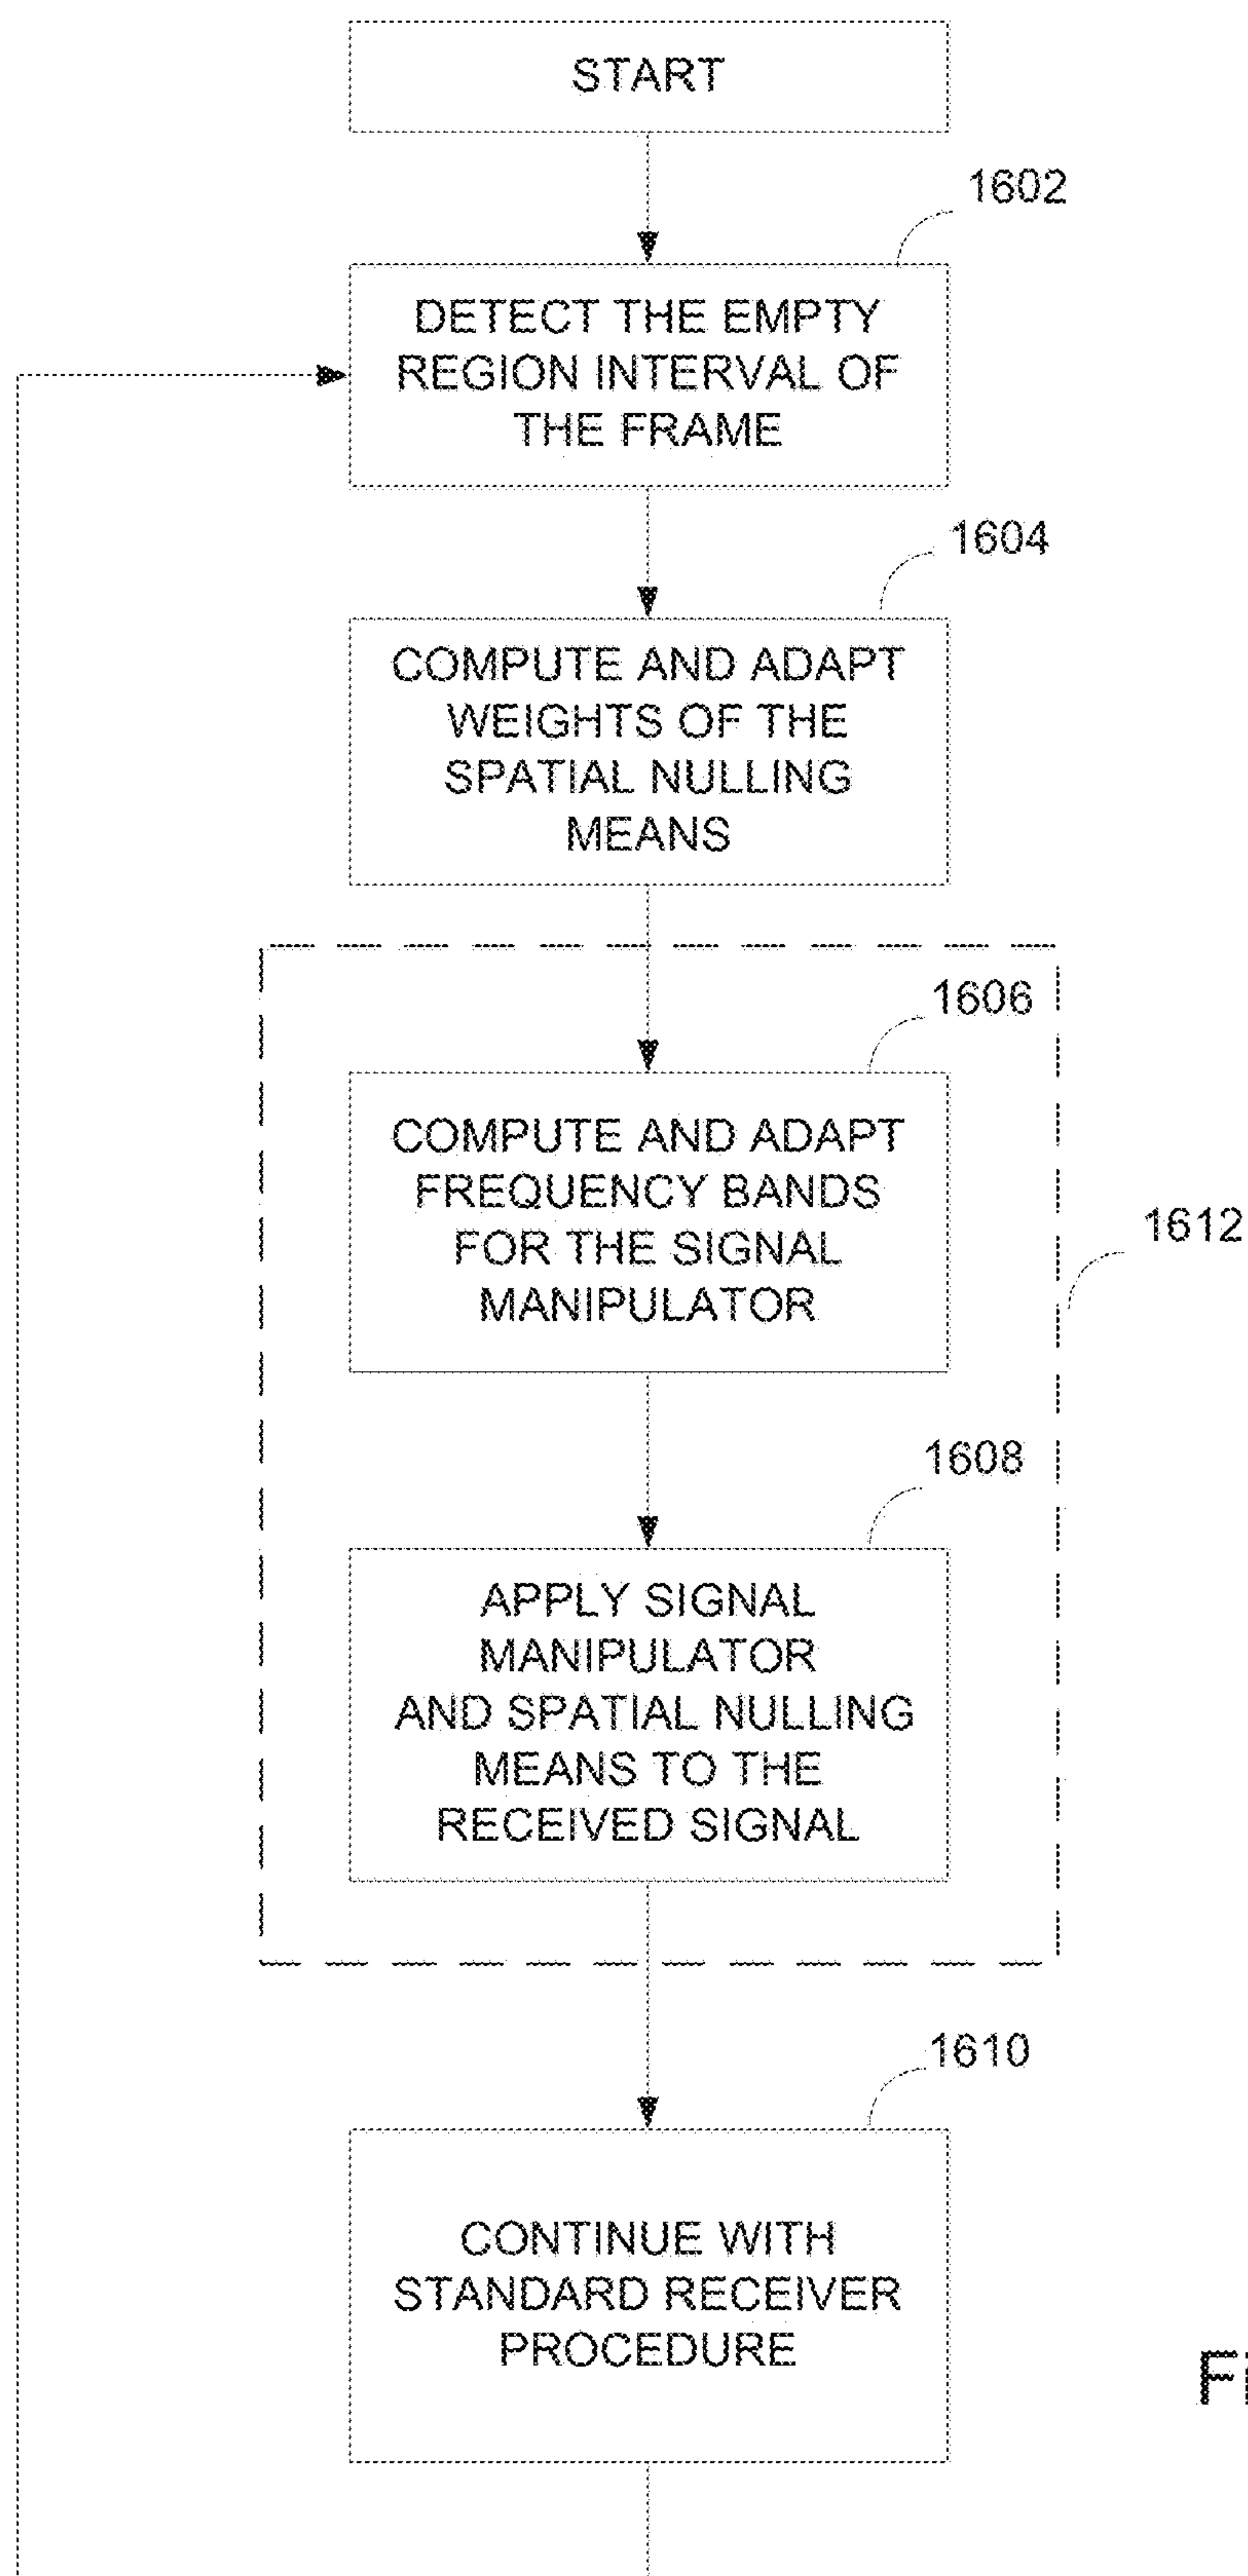 START
1602
DETECT THE EMPTY
REGION INTERVAL OF
THE FRAME
1604
COMPUTE AND ADAPT
WEIGHTS OF THE
SPATIAL NULLING
MEANS
1606
COMPUTE AND ADAPT
FREQUENCY BANDS
FOR THE SIGNAL
MANIPULATOR
1612
1608
APPLY SIGNAL
MANIPULATOR
AND SPATIAL NULLING
MEANS TO THE
RECEIVED SIGNAL
1610
CONTINUE WITH
STANDARD RECEIVER
PROCEDURE